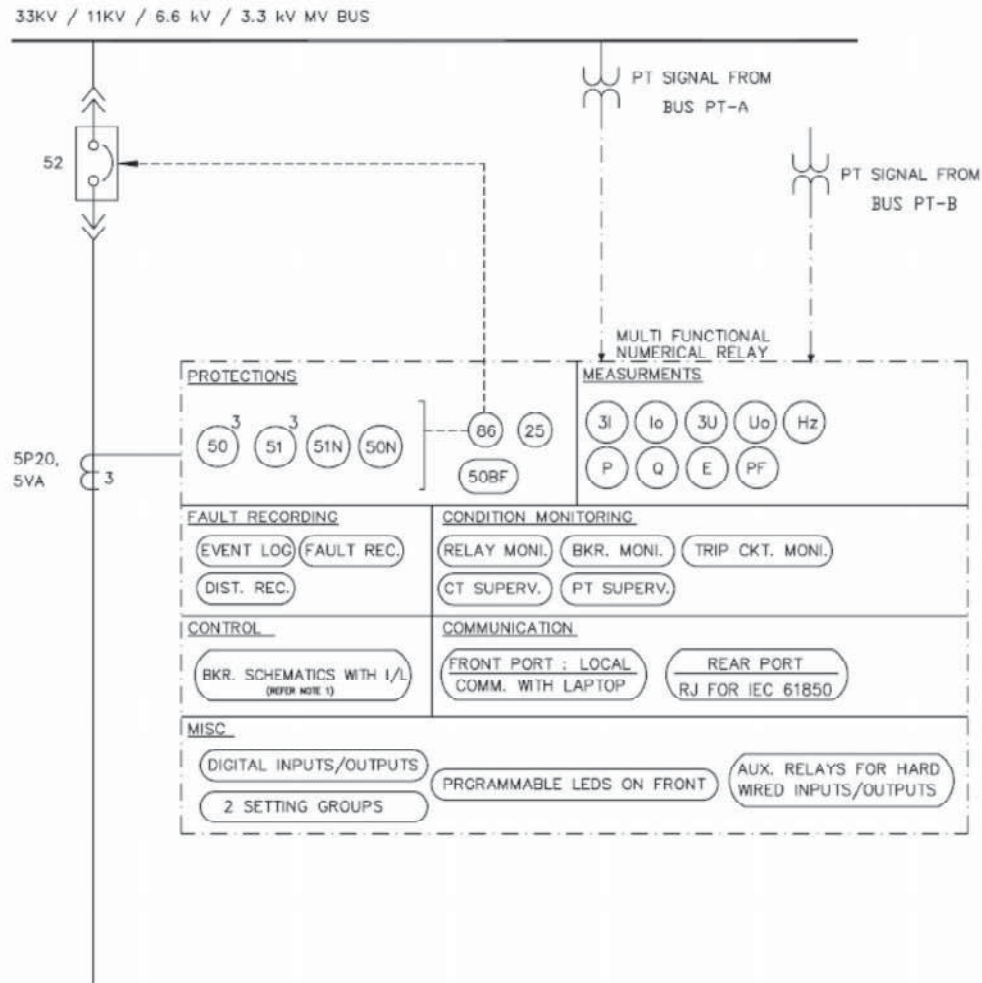 33KV / 11KV / 6.6 kV / 3.3 kV MV BUS
PT SIGNAL FROM
BUS PT-A
52
PT SIGNAL FROM
BUS PT-B
MULTI FUNCTIONAL
NUMERICAL RELAY
PROTECTIONS
50
3
51
3
51N
50N
86
25
50BF
MEASURMENTS
3I
Io
3U
Uo
Hz
P
Q
E
PF
5P20,
5VA
3
FAULT RECORDING
EVENT LOG
FAULT REC.
DIST. REC.
CONDITION MONITORING
RELAY MONI.
BKR. MONI.
TRIP CKT. MONI.
CT SUPERV.
PT SUPERV.
CONTROL
BKR. SCHEMATICS WITH I/L
(REFER NOTE 1)
COMMUNICATION
FRONT PORT : LOCAL
COMM. WITH LAPTOP
REAR PORT
RJ FOR IEC 61850
MISC
DIGITAL INPUTS/OUTPUTS
2 SETTING GROUPS
PRGRAMMABLE LEDS ON FRONT
AUX. RELAYS FOR HARD
WIRED INPUTS/OUTPUTS